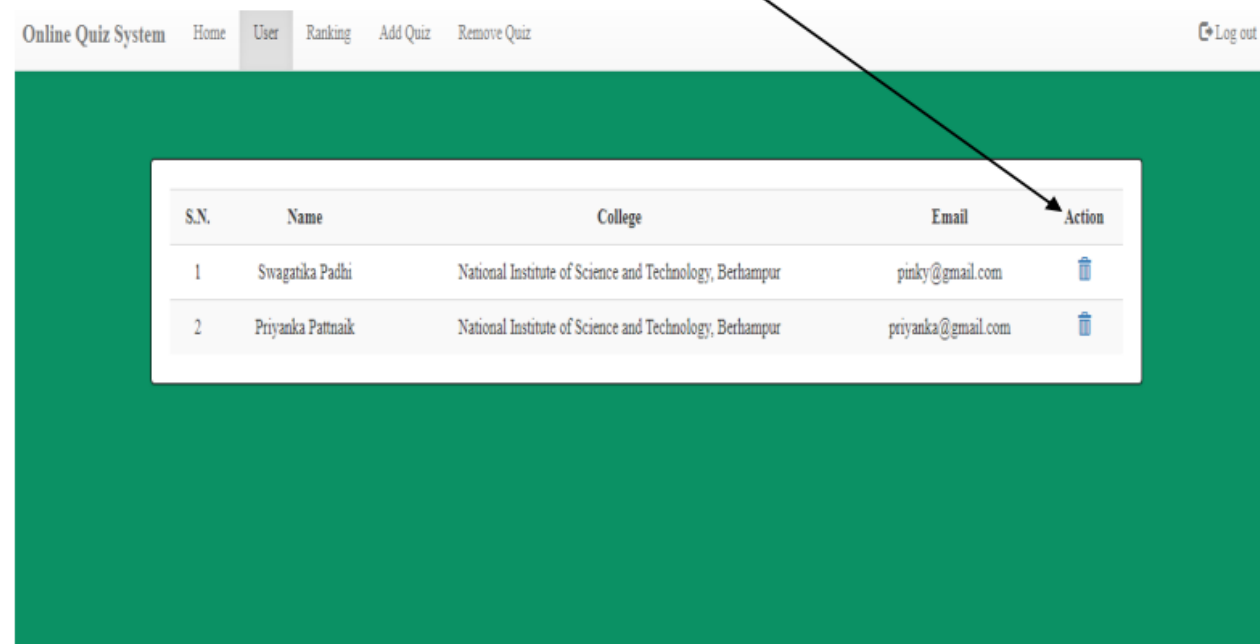 Online Quiz System Home User Ranking Add Quiz Remove Quiz Log out
S.N. Name College Email Action
1 Swagatika Padhi National Institute of Science and Technology, Berhampur pinky@gmail.com
2 Priyanka Pattnaik National Institute of Science and Technology, Berhampur priyanka@gmail.com